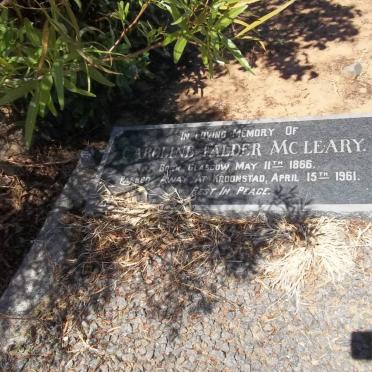 In Loving Memory Of
Caroline Falder McLeary.
Born Glasgow May 11th 1866.
Passed Away At Kroonstad, April 15th 1961.
Rest In Peace.